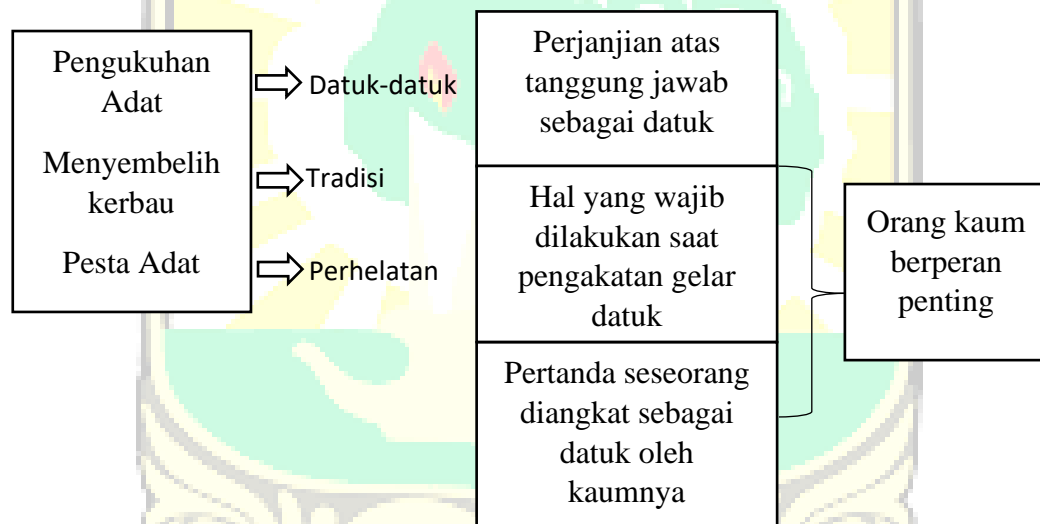 Pengukuhan
Adat
Menyembelih
kerbau
Pesta Adat
Datuk-datuk
Tradisi
Perhelatan
Perjanjian atas
tanggung jawab
sebagai datuk
Hal yang wajib
dilakukan saat
pengakatan gelar
datuk
Pertanda seseorang
diangkat sebagai
datuk oleh
kaumnya
Orang kaum
berperan
penting